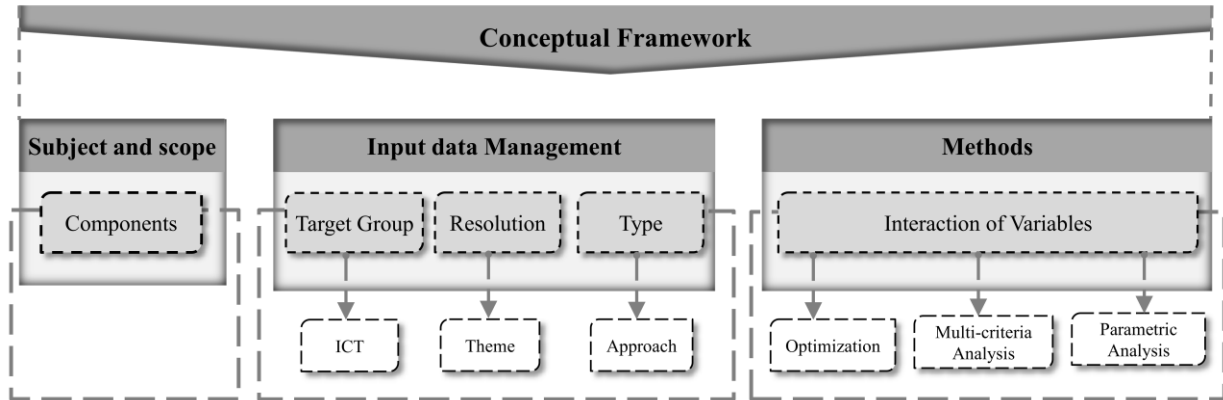 Conceptual Framework
Subject and scope
Components
Input data Management
Target Group
Resolution
Type
ICT
Theme
Approach
Methods
Interaction of Variables
Optimization
Multi-criteria
Analysis
Parametric
Analysis